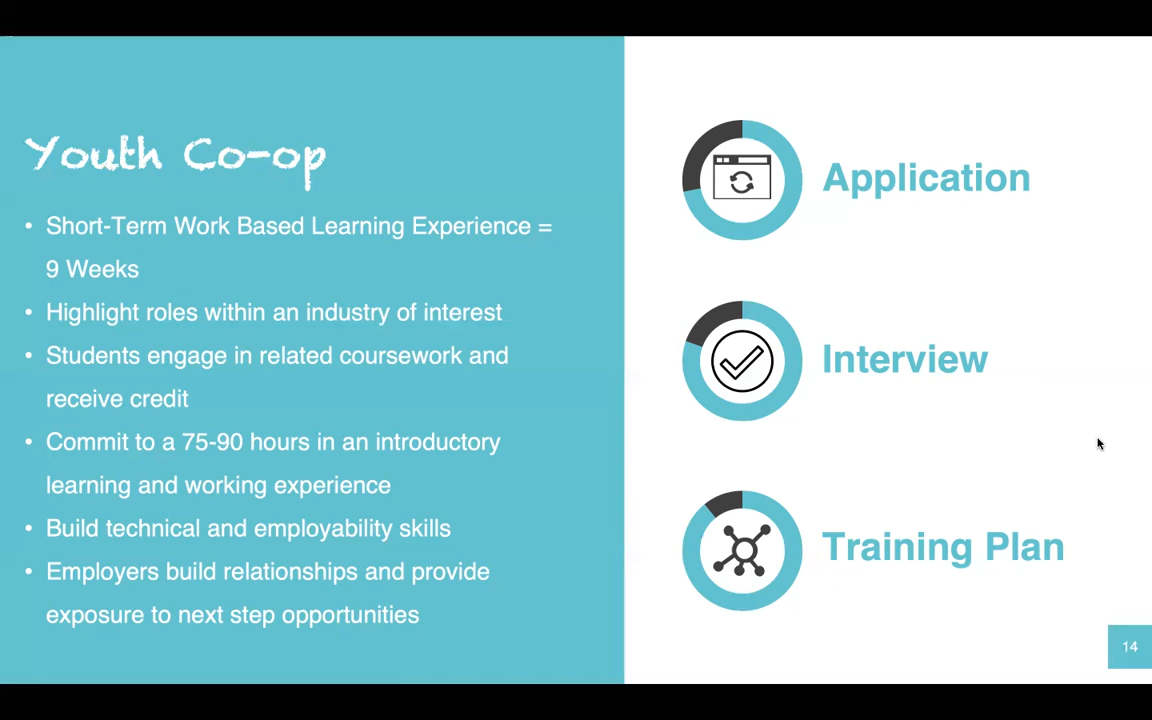 Youth Co-op
• Short-Term Work Based Learning Experience =
9 Weeks
• Highlight roles within an industry of interest
• Students engage in related coursework and
receive credit
• Commit to a 75-90 hours in an introductory
learning and working experience
• Build technical and employability skills
• Employers build relationships and provide
exposure to next step opportunities
Application
Interview
Training Plan
14